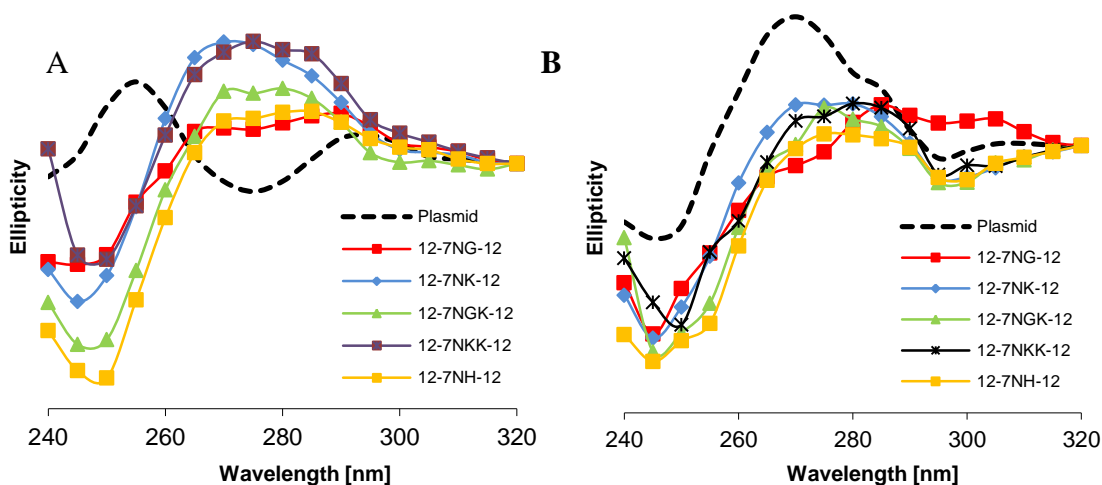 A
Ellipticity
Plasmid
12-7NG-12
12-7NK-12
12-7NGK-12
12-7NKK-12
12-7NH-12
240 260 280 300 320
Wavelength [nm]
B
Ellipticity
Plasmid
12-7NG-12
12-7NK-12
12-7NGK-12
12-7NKK-12
12-7NH-12
240 260 280 300 320
Wavelength [nm]